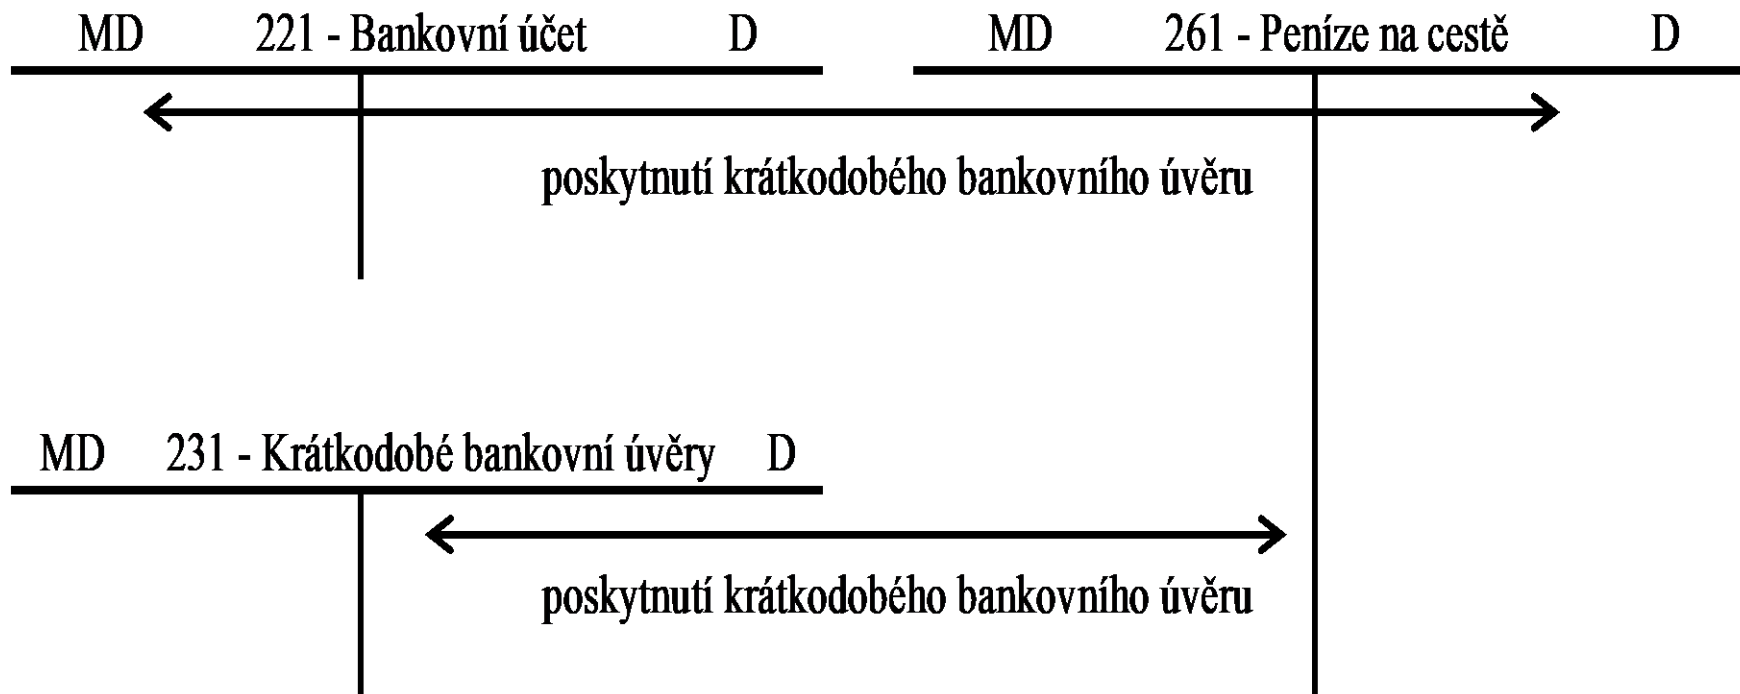 MD 221 - Bankovní účet D MD 261 - Peníze na cestě D
poskytnutí krátkodobého bankovního úvěru
MD 231 - Krátkodobé bankovní úvěry D
poskytnutí krátkodobého bankovního úvěru